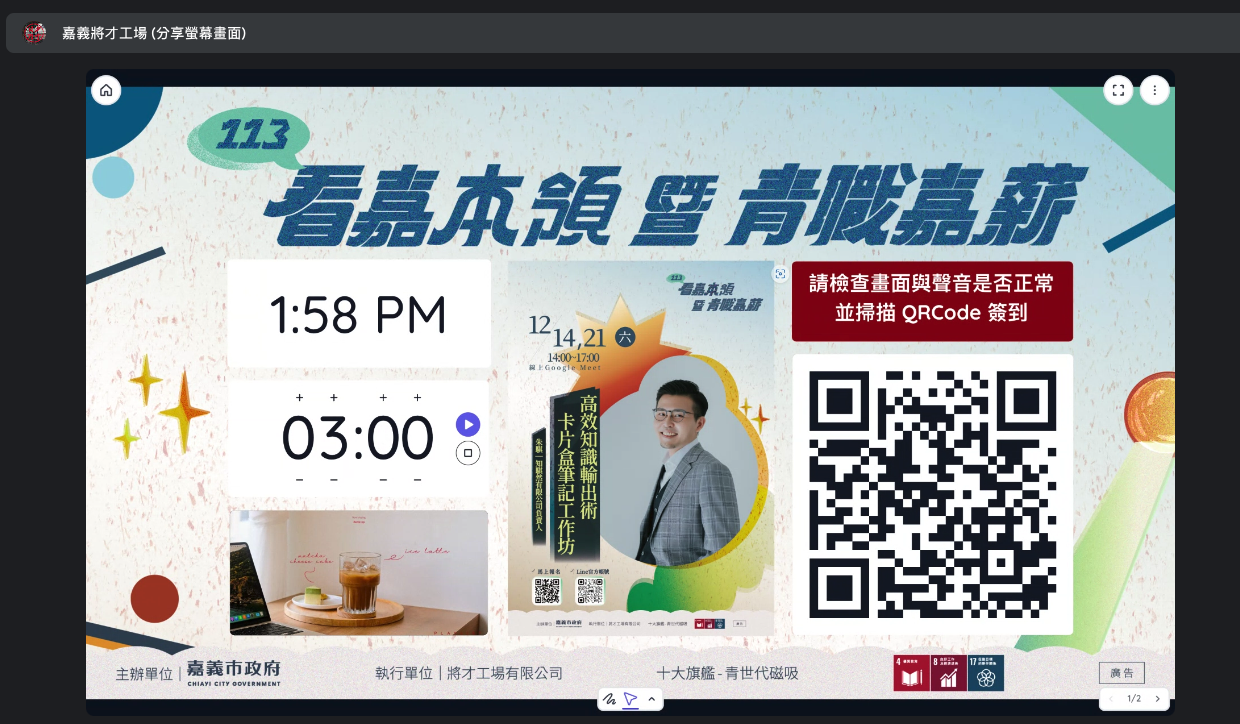 嘉義將才工場 (分享螢幕畫面)
113
看嘉本領 暨 青職嘉薪
1:58 PM
03:00
matcha
cheese cake
ice latte
113
看嘉本領
暨 青職嘉薪
12
14,21 六
14:00~17:00
線上Google Meet
高效知識輸出術
卡片盒筆記工作坊
朱騏｜知騏然有限公司負責人
馬上報名
Line官方帳號
主辦單位
嘉義市政府
執行單位｜將才工場有限公司
十大旗艦-青世代磁吸
廣告
請檢查畫面與聲音是否正常
並掃描 QRCode 簽到
主辦單位｜嘉義市政府
CHIAYI CITY GOVERNMENT
執行單位｜將才工場有限公司
十大旗艦-青世代磁吸
4
8
17
廣告
1/2